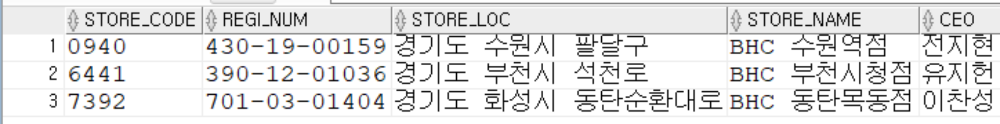 STORE_CODE REGI_NUM STORE_LOC STORE_NAME CEO
1 0940 430-19-00159 경기도 수원시 팔달구 BHC 수원역점 전지현
2 6441 390-12-01036 경기도 부천시 석천로 BHC 부천시청점 유지헌
3 7392 701-03-01404 경기도 화성시 동탄순환대로 BHC 동탄목동점 이찬성